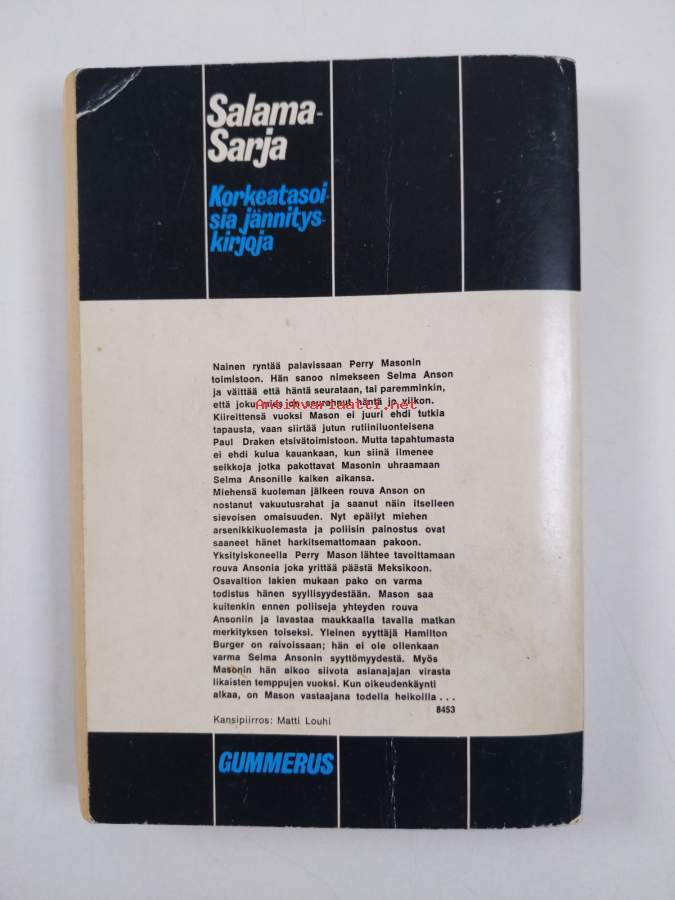 Salama-
Sarja
Korkeatasoi-
sia jännitys-
kirjoja
Nainen ryntää palavissaan Perry Masonin
toimistoon. Hän sanoo nimekseen Selma Anson
ja väittää että häntä seurataan, tai paremminkin,
että joku mies on seurannut häntä jo viikon.
Antikvariaatti.net
Kiireittensä vuoksi Mason ei juuri ehdi tutkia
tapausta, vaan siirtää jutun rutiiniluonteisena
Paul Draken etsivätoimistoon. Mutta tapahtumasta
ei ehdi kulua kauankaan, kun siinä ilmenee
seikkoja jotka pakottavat Masonin uhraamaan
Selma Ansonille kaiken aikansa.
Miehensä kuoleman jälkeen rouva Anson on
nostanut vakuutusrahat ja saanut näin itselleen
sievoisen omaisuuden. Nyt epäilyt miehen
arsenikkikuolemasta ja poliisin painostus ovat
saaneet hänet harkitsemattomaan pakoon.
Yksityiskoneella Perry Mason lähtee tavoittamaan
rouva Ansonia joka yrittää päästä Meksikoon.
Osavaltion lakien mukaan pako on varma
todistus hänen syyllisyydestään. Mason saa
kuitenkin ennen poliiseja yhteyden rouva
Ansoniin ja lavastaa maukkaalla tavalla matkan
merkityksen toiseksi. Yleinen syyttäjä Hamilton
Burger on raivoissaan; hän ei ole ollenkaan
varma Selma Ansonin syyttömyydestä. Myös
Masonin hän aikoo siivota asianajajan virasta
likaisten temppujen vuoksi. Kun oikeudenkäynti
alkaa, on Mason vastaajana todella heikoilla . . .
8453
Kansipiirros: Matti Louhi
GUMMERUS